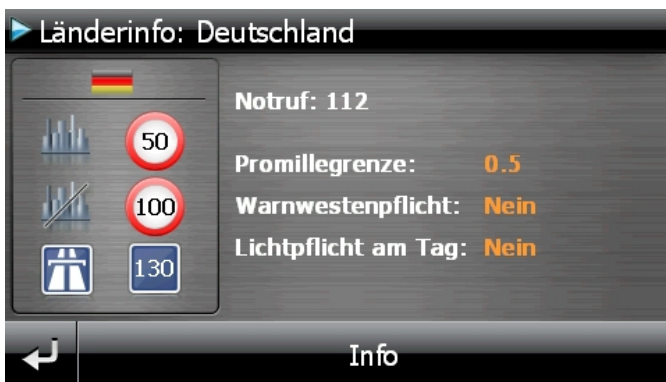 Länderinfo: Deutschland
Notruf: 112
50
Promillegrenze: 0.5
100
Warnwestenpflicht: Nein
Lichtpflicht am Tag: Nein
130
Info